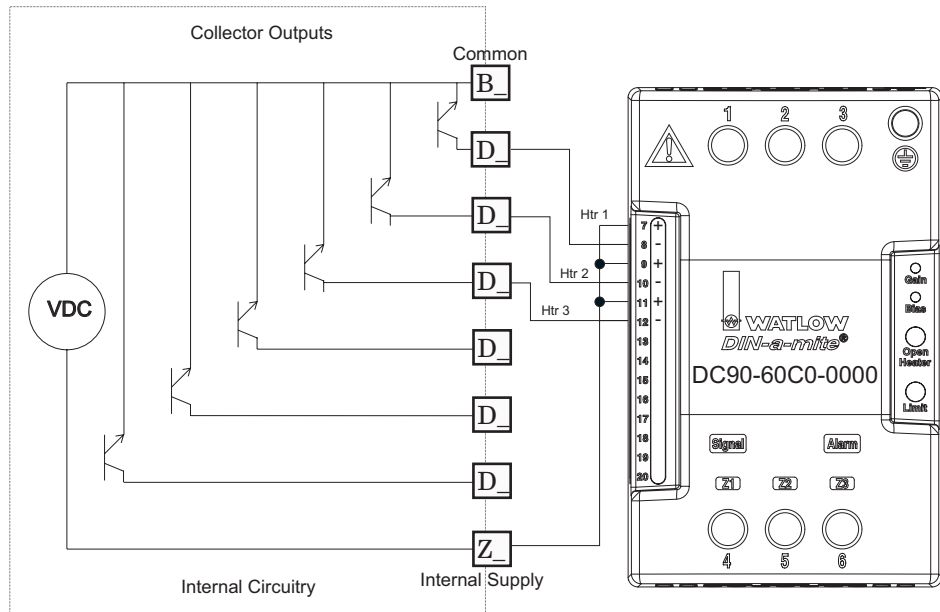 Collector Outputs
Common
B_
D_
D_
D_
D_
D_
D_
Z_
Internal Supply
Internal Circuitry
VDC
Htr 1
Htr 2
Htr 3
1 2 3
7 +
8 -
9 +
10 -
11 +
12 -
13
14
15
16
17
18
19
20
WATLOW
DIN-a-mite®
DC90-60C0-0000
Gain
Bias
Open
Heater
Limit
Signal Alarm
Z1 Z2 Z3
4 5 6